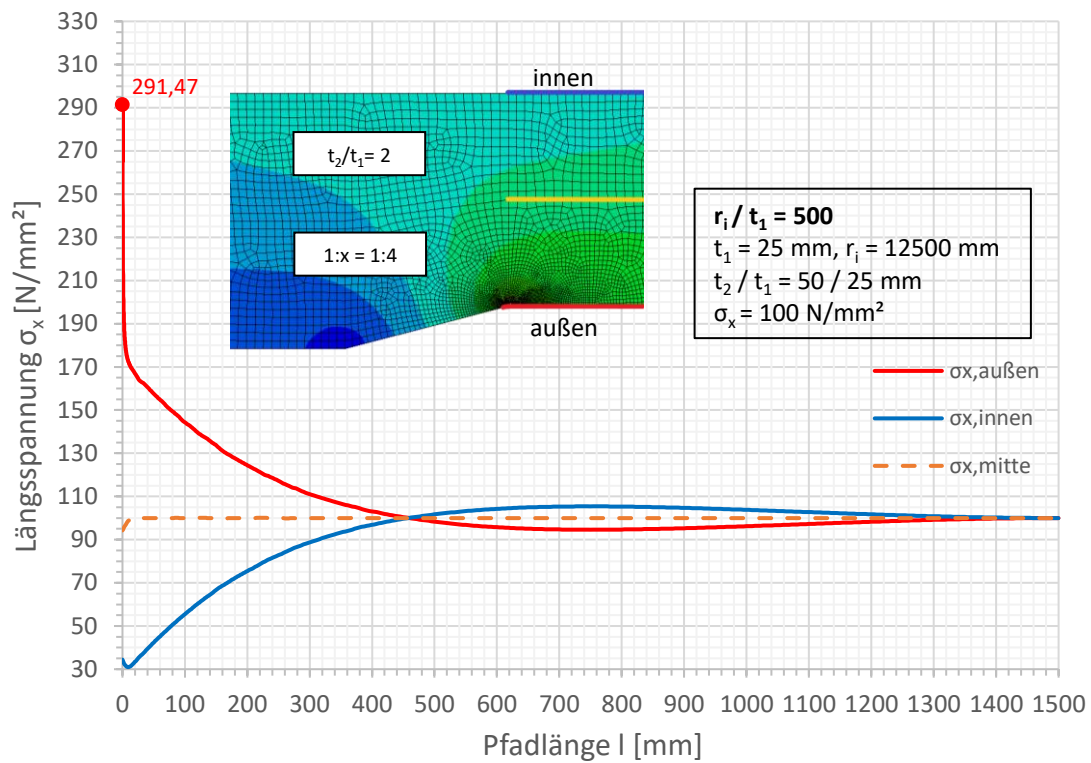 330
310
290
270
250
230
210
190
170
150
130
110
90
70
50
30
Längsspannung σx [N/mm²]
291,47
innen
t2/t1= 2
1:x = 1:4
außen
ri / t1 = 500
t1 = 25 mm, ri = 12500 mm
t2 / t1 = 50 / 25 mm
σx = 100 N/mm²
σx,außen
σx,innen
σx,mitte
0 100 200 300 400 500 600 700 800 900 1000 1100 1200 1300 1400 1500
Pfadlänge l [mm]